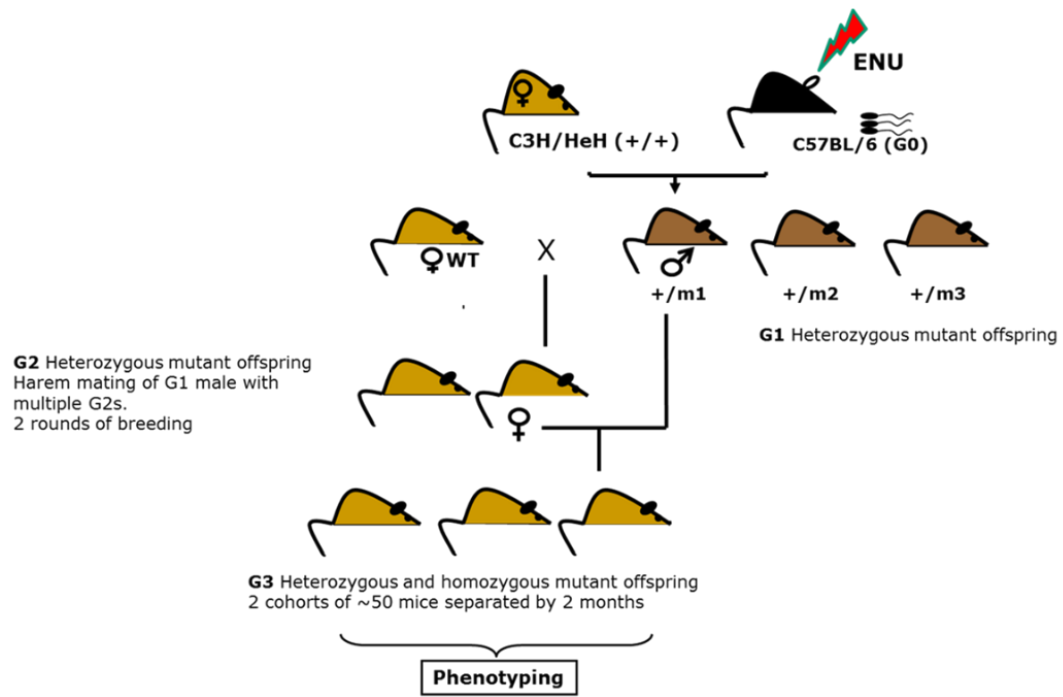 ENU
C3H/HeH (+/+)
C57BL/6 (G0)
♀ WT
X
+/m1
+/m2
+/m3
G1 Heterozygous mutant offspring
G2 Heterozygous mutant offspring
Harem mating of G1 male with
multiple G2s.
2 rounds of breeding
G3 Heterozygous and homozygous mutant offspring
2 cohorts of ~50 mice separated by 2 months
Phenotyping